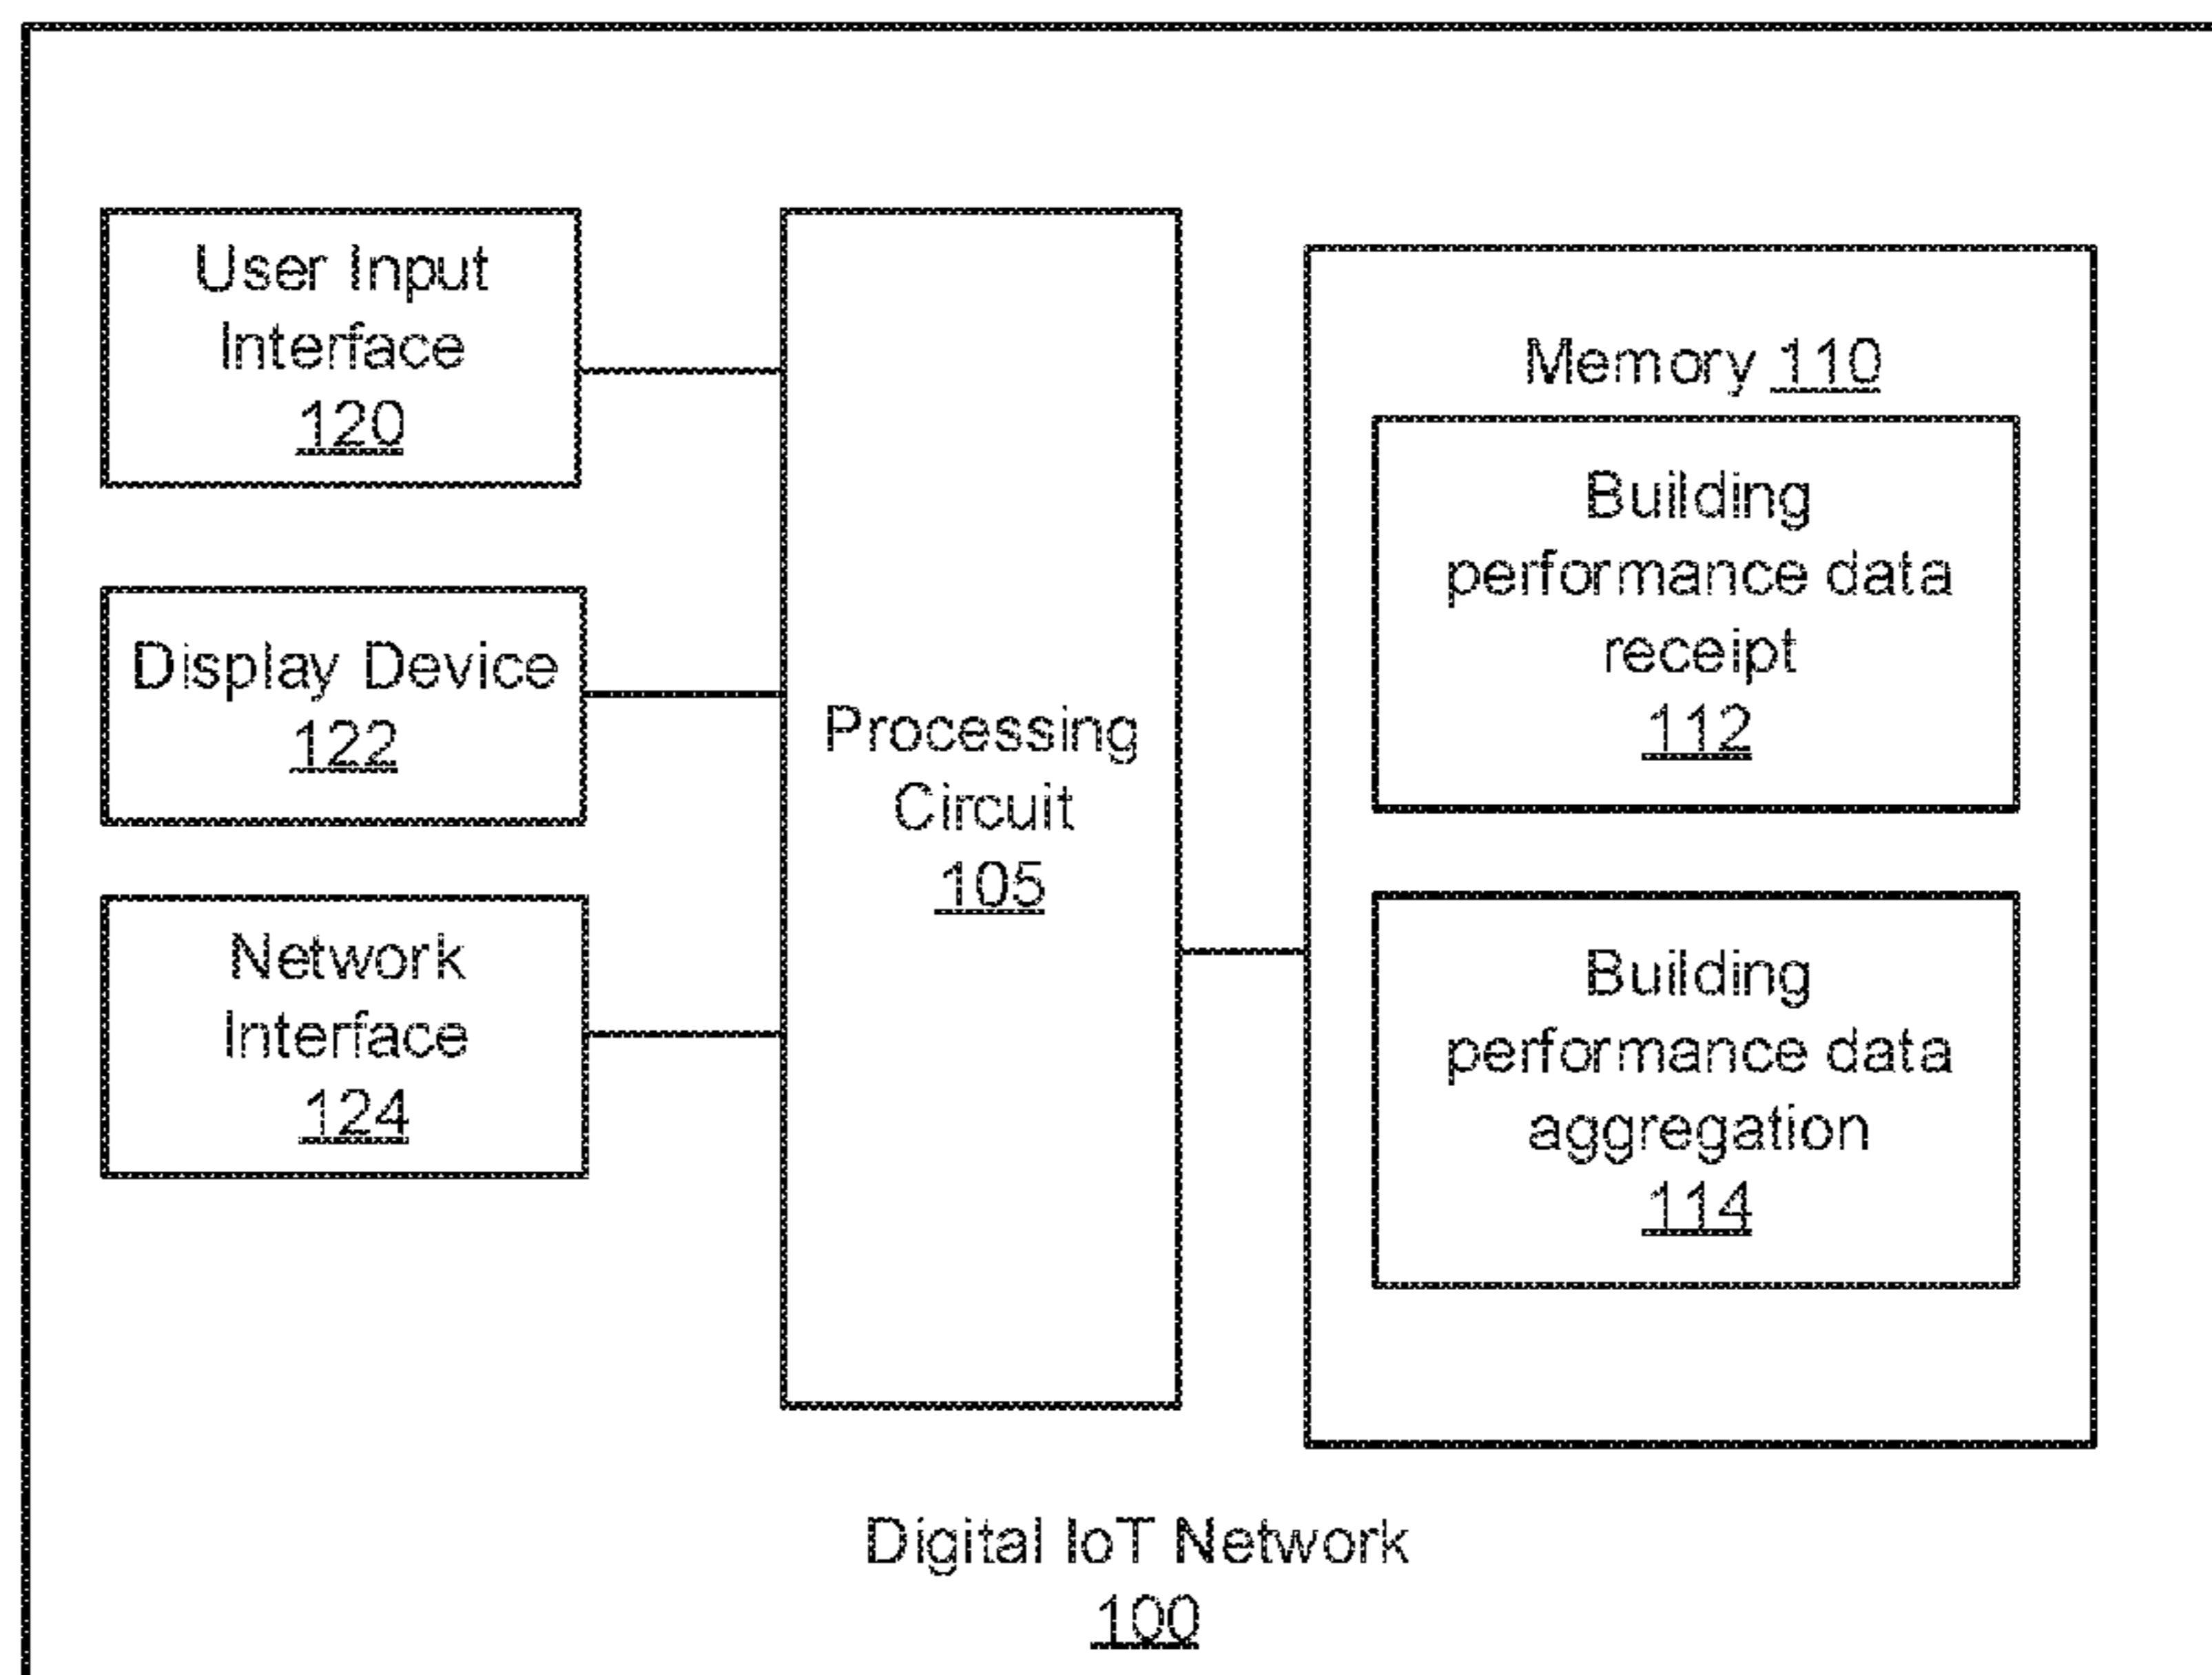 User Input
Interface
120
Display Device
122
Network
Interface
124
Processing
Circuit
105
Memory 110
Building
performance data
receipt
112
Building
performance data
aggregation
114
Digital IoT Network
100